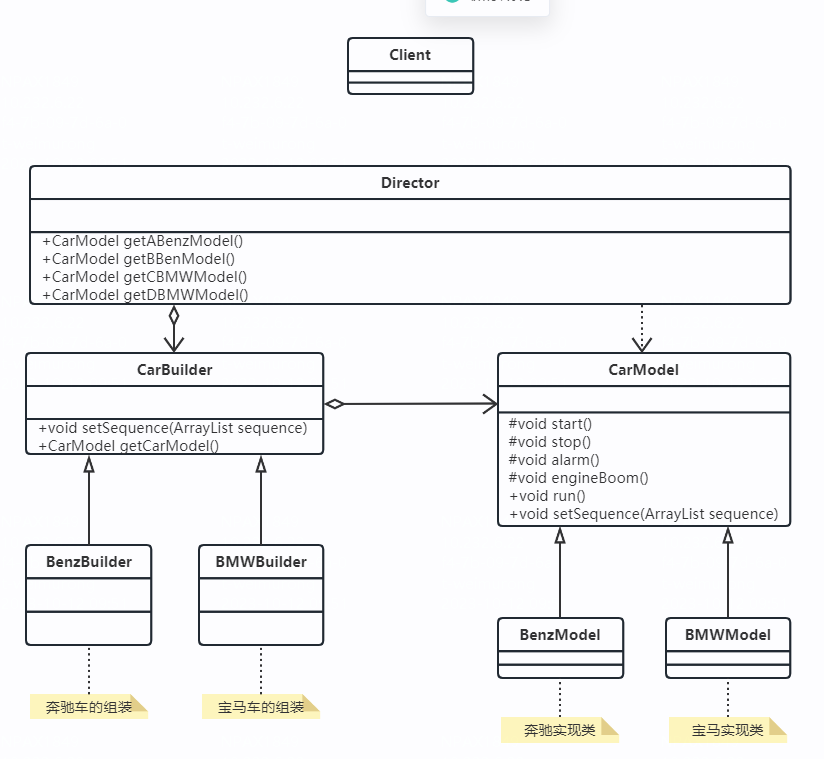 Client
Director
+CarModel getABenzModel()
+CarModel getBBenModel()
+CarModel getCBMWModel()
+CarModel getDBMWModel()
CarBuilder
+void setSequence(ArrayList sequence)
+CarModel getCarModel()
CarModel
#void start()
#void stop()
#void alarm()
#void engineBoom()
+void run()
+void setSequence(ArrayList sequence)
BenzBuilder
BMWBuilder
BenzModel
BMWModel
奔驰车的组装
宝马车的组装
奔驰实现类
宝马实现类